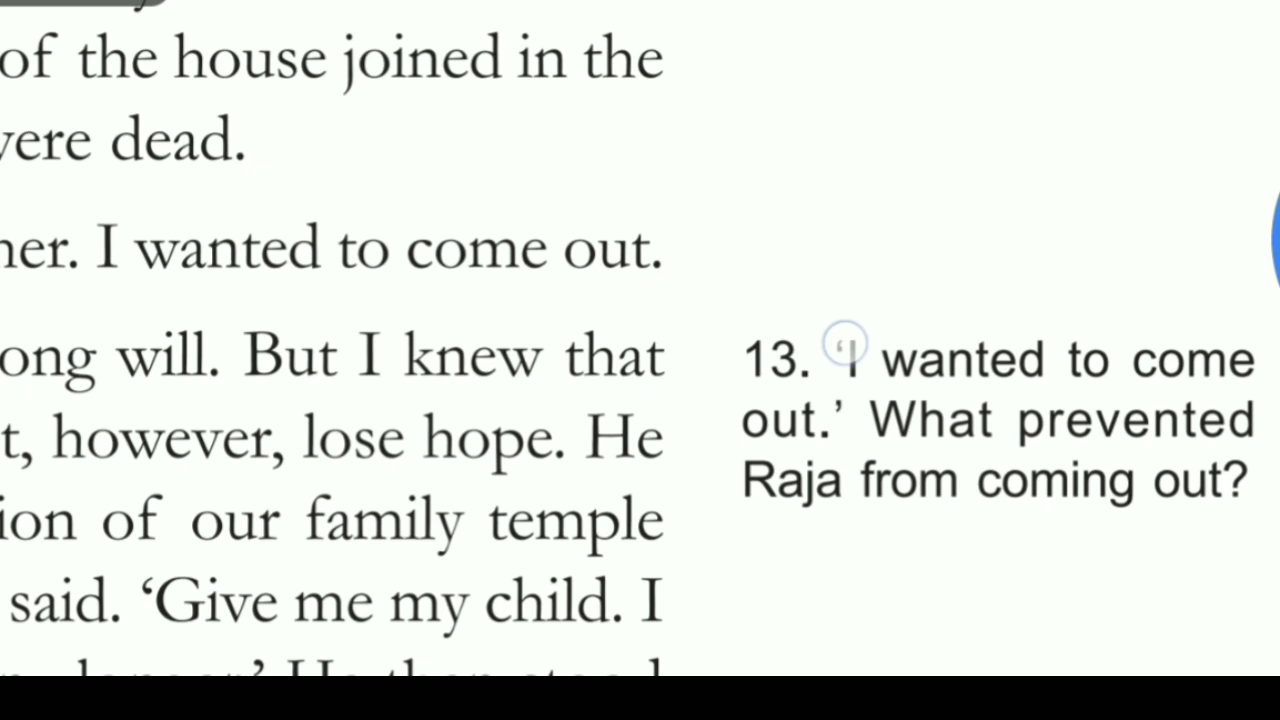 of the house joined in the
were dead.
her. I wanted to come out.
ong will. But I knew that
t, however, lose hope. He
ion of our family temple
said. ‘Give me my child. I
13. ‘I wanted to come
out.’ What prevented
Raja from coming out?